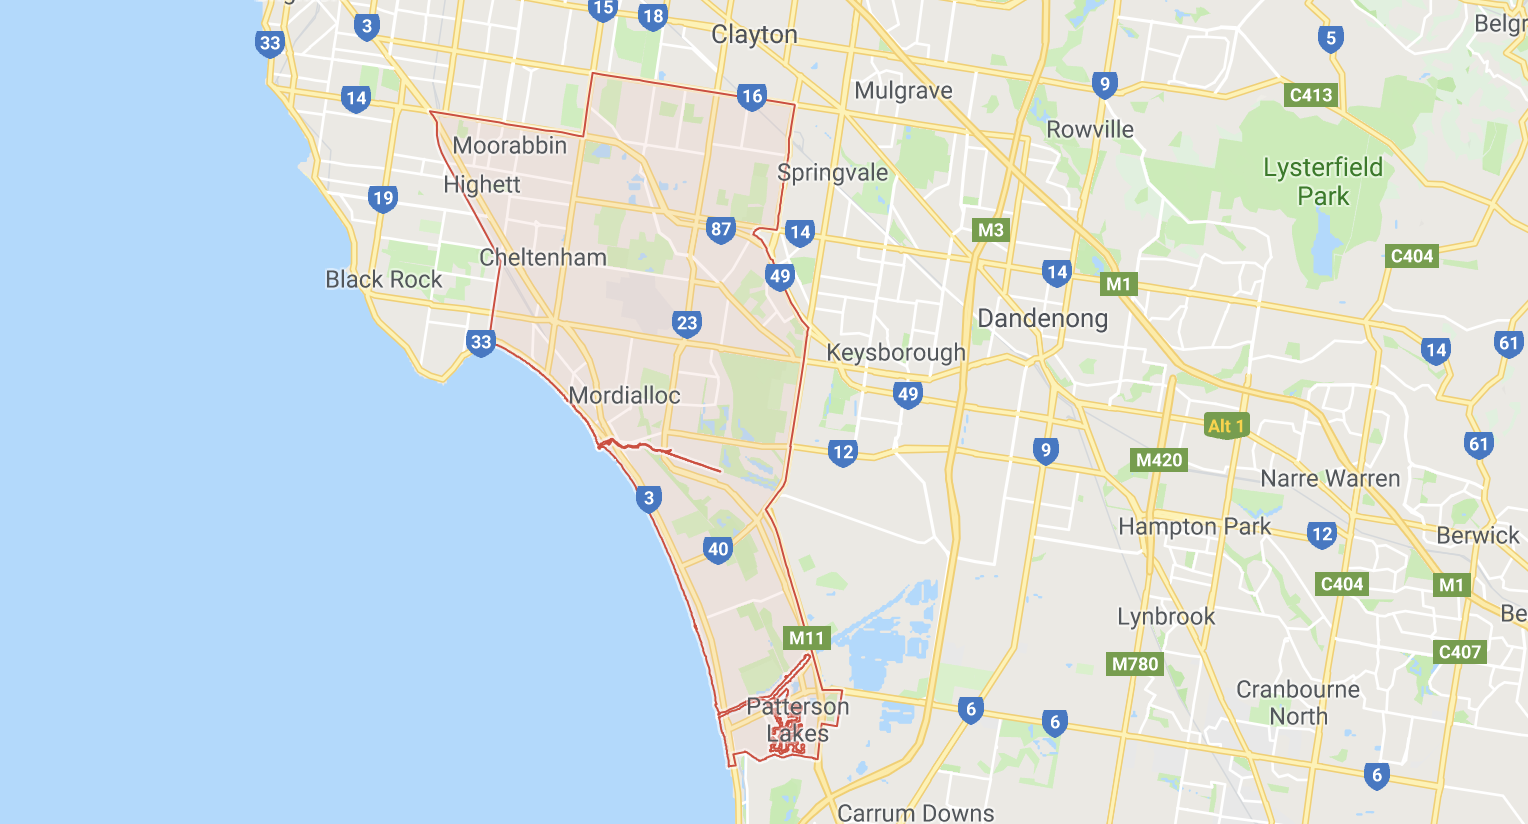 15
18
3
33
Clayton
5
Belgr
14
16
Mulgrave
9
C413
Rowville
Moorabbin
Highett
Springvale
Lysterfield
Park
19
87
14
M3
C404
Cheltenham
Black Rock
49
14
M1
33
23
Dandenong
Keysborough
14
61
Mordialloc
49
Alt 1
12
9
M420
61
Narre Warren
3
Hampton Park
12
Berwick
40
C404
M1
Lynbrook
Be
M11
M780
C407
Patterson
Lakes
6
6
Cranbourne
North
6
Carrum Downs